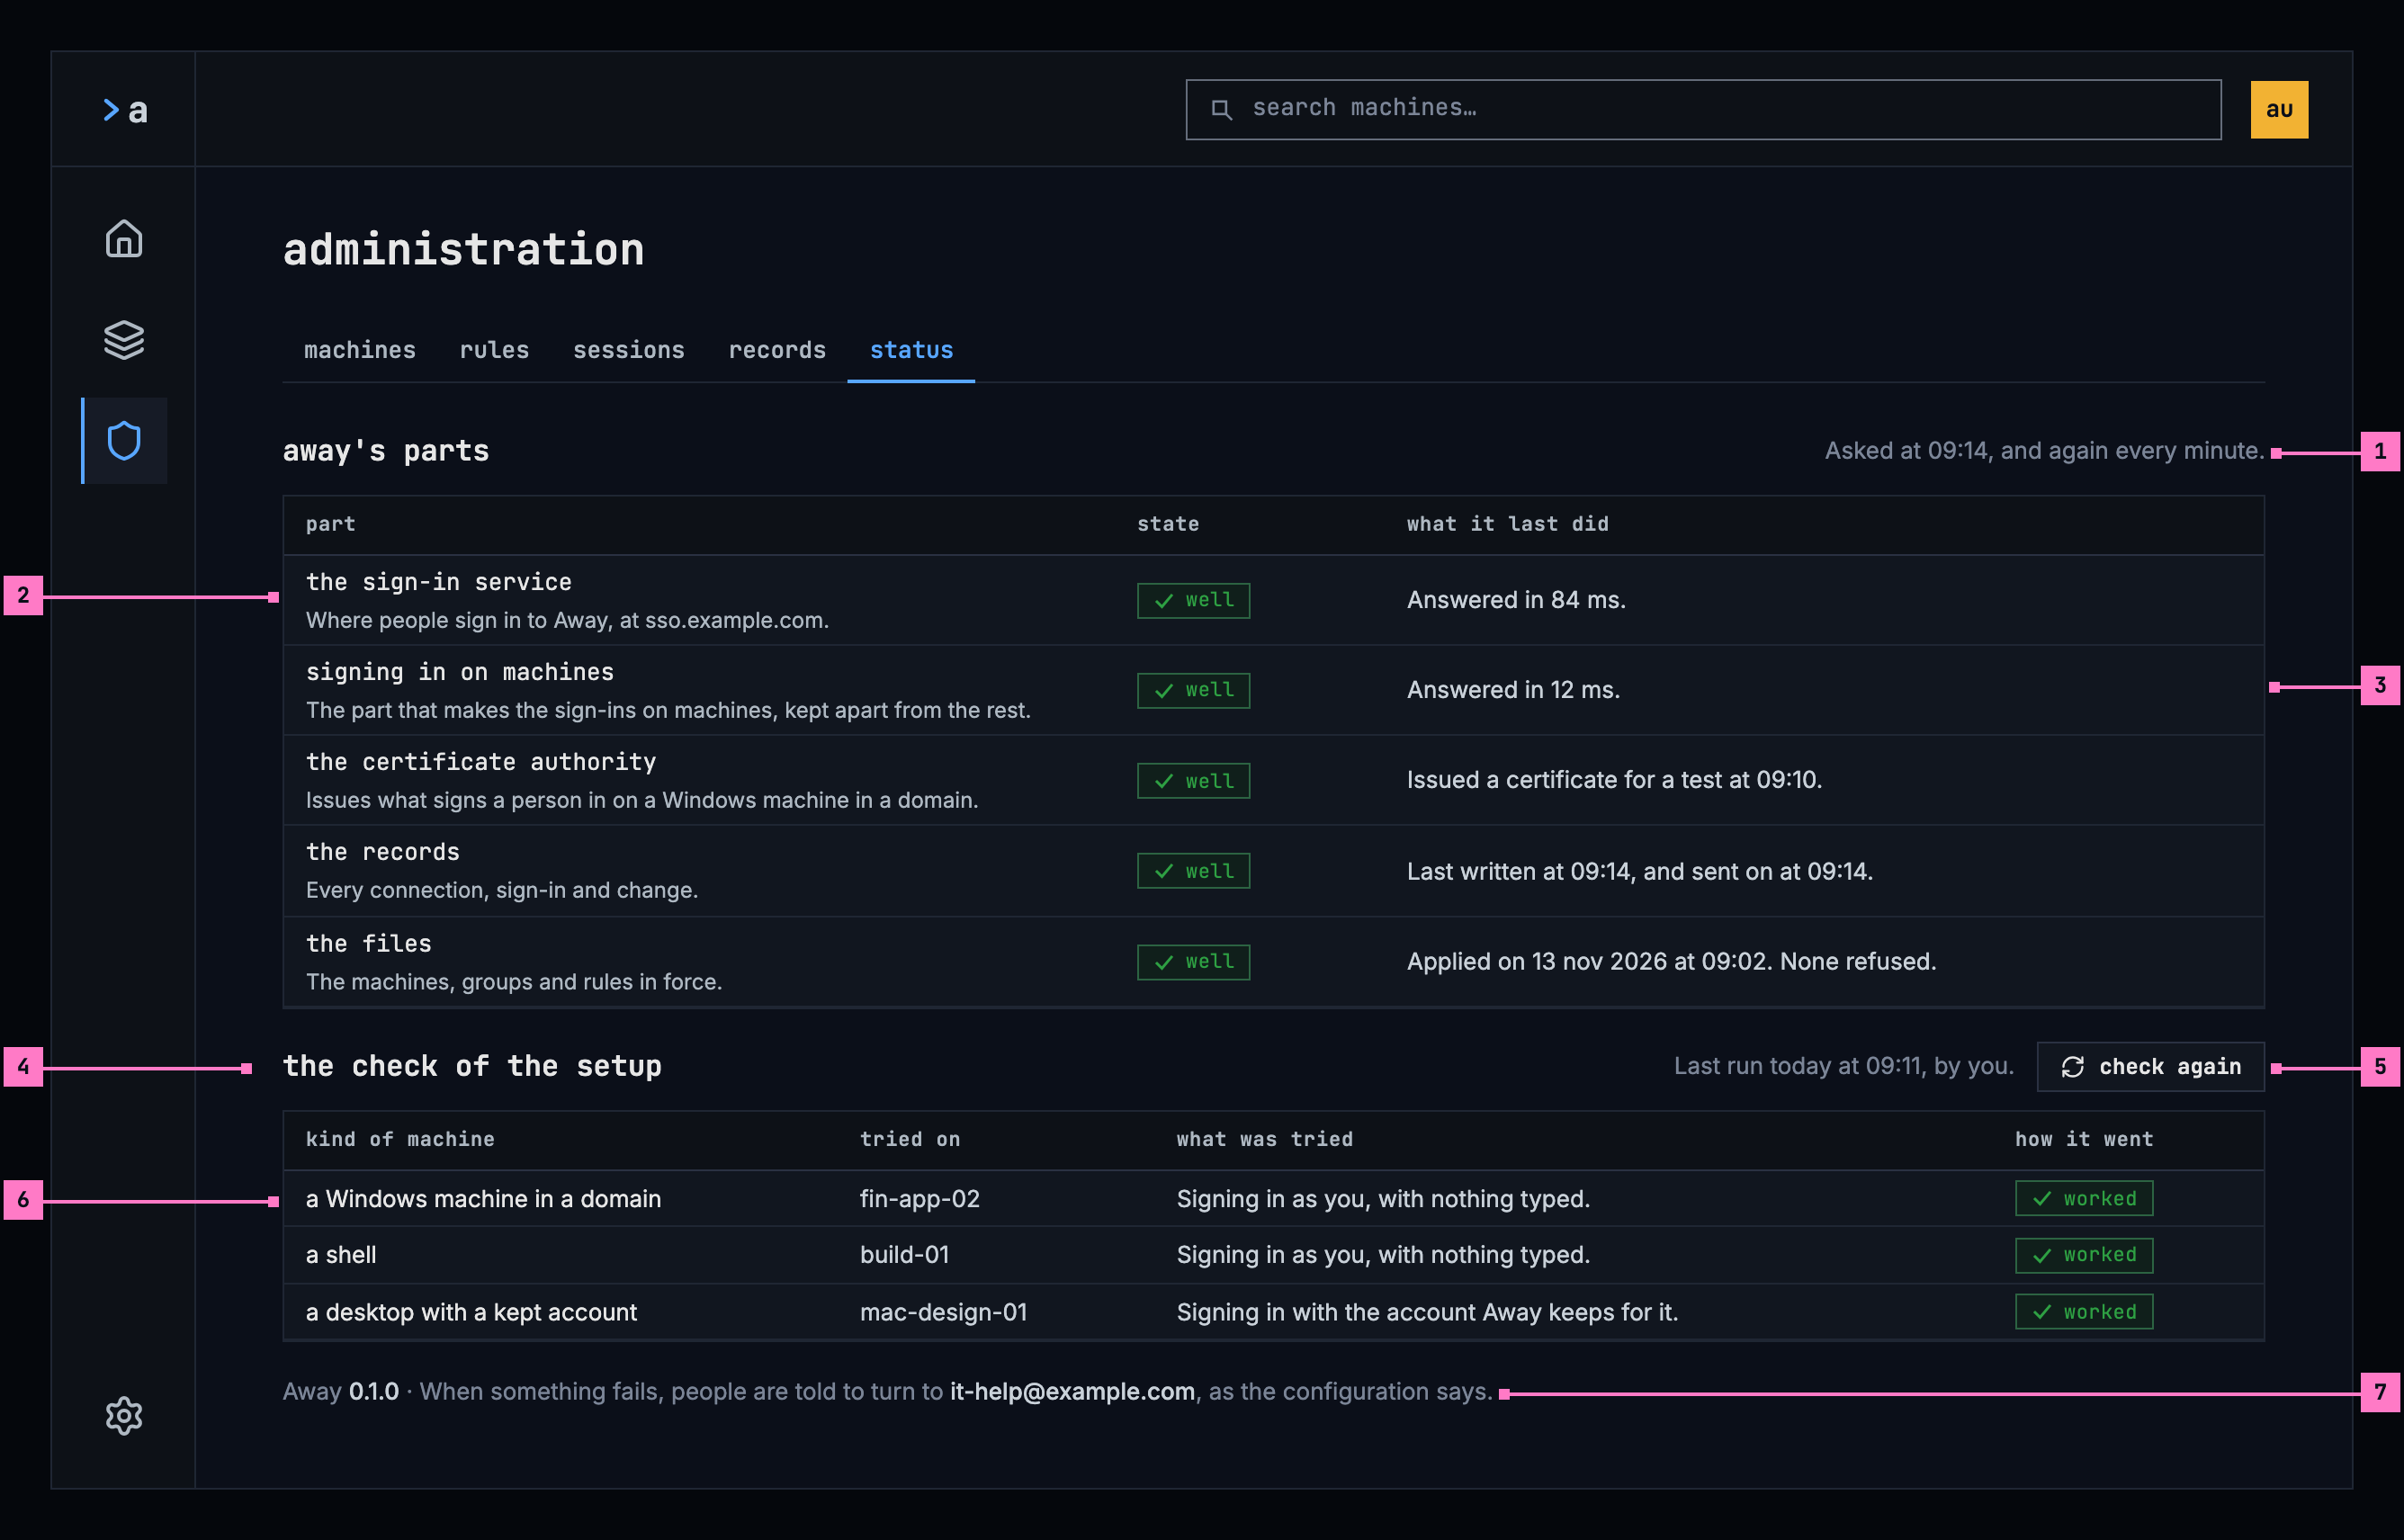 > a
search machines…
au
administration
machines rules sessions records status
away's parts
Asked at 09:14, and again every minute.
1
part state what it last did
2
the sign-in service
Where people sign in to Away, at sso.example.com.
well
Answered in 84 ms.
signing in on machines
The part that makes the sign-ins on machines, kept apart from the rest.
well
Answered in 12 ms.
3
the certificate authority
Issues what signs a person in on a Windows machine in a domain.
well
Issued a certificate for a test at 09:10.
the records
Every connection, sign-in and change.
well
Last written at 09:14, and sent on at 09:14.
the files
The machines, groups and rules in force.
well
Applied on 13 nov 2026 at 09:02. None refused.
4
the check of the setup
Last run today at 09:11, by you.
check again
5
kind of machine tried on what was tried how it went
6
a Windows machine in a domain fin-app-02 Signing in as you, with nothing typed. worked
a shell build-01 Signing in as you, with nothing typed. worked
a desktop with a kept account mac-design-01 Signing in with the account Away keeps for it. worked
Away 0.1.0 · When something fails, people are told to turn to it-help@example.com, as the configuration says.
7